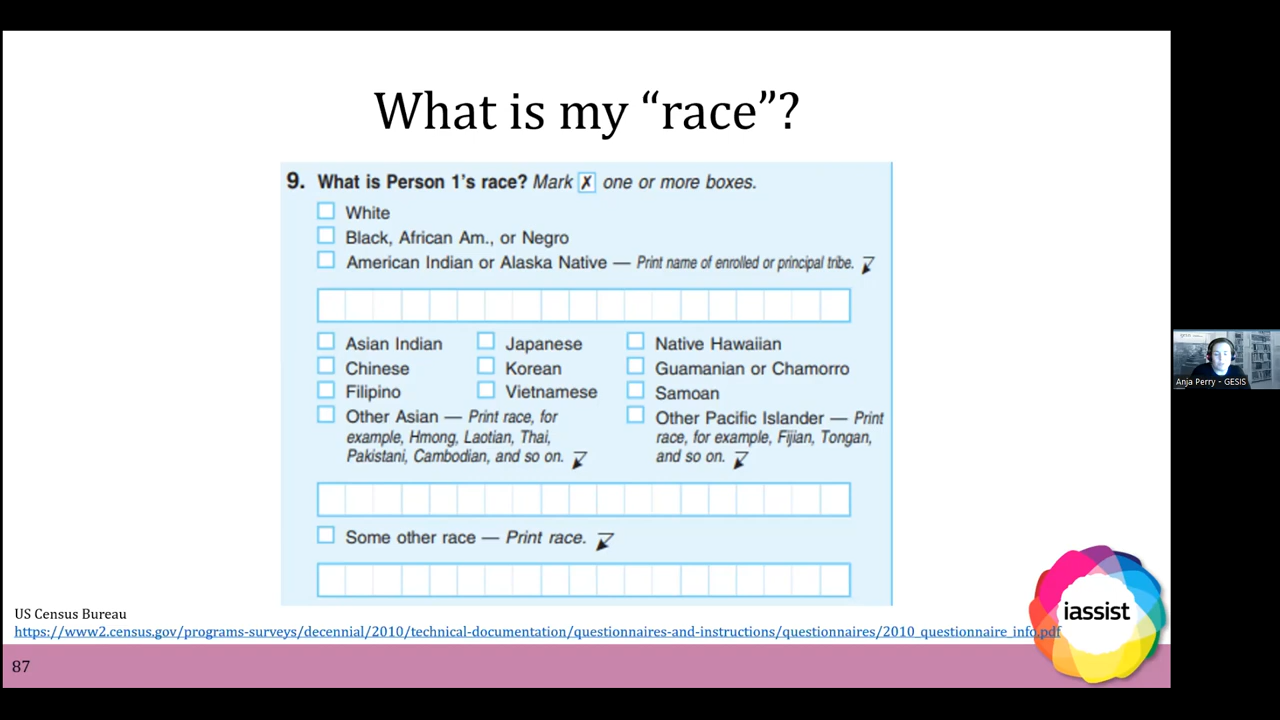 What is my “race”?
9. What is Person 1's race? Mark X one or more boxes.
White
Black, African Am., or Negro
American Indian or Alaska Native — Print name of enrolled or principal tribe.
Asian Indian
Japanese
Native Hawaiian
Chinese
Korean
Guamanian or Chamorro
Filipino
Vietnamese
Samoan
Other Asian — Print race, for
example, Hmong, Laotian, Thai,
Pakistani, Cambodian, and so on.
Other Pacific Islander — Print
race, for example, Fijian, Tongan,
and so on.
Some other race — Print race.
US Census Bureau
https://www2.census.gov/programs-surveys/decennial/2010/technical-documentation/questionnaires-and-instructions/questionnaires/2010_questionnaire_info.pdf
iassist
87
Anja Perry - GESIS